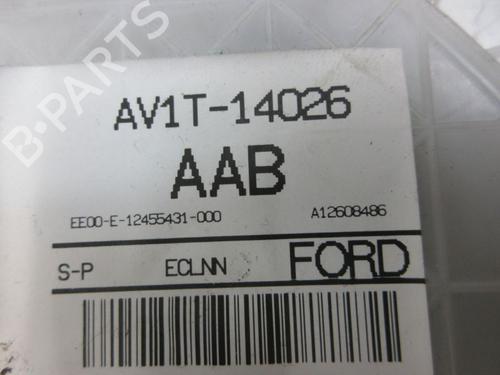 B-PARTS
AV1T-14026
AAB
EE00-E-12455431-000 A12608486
S-P ECLNN FORD